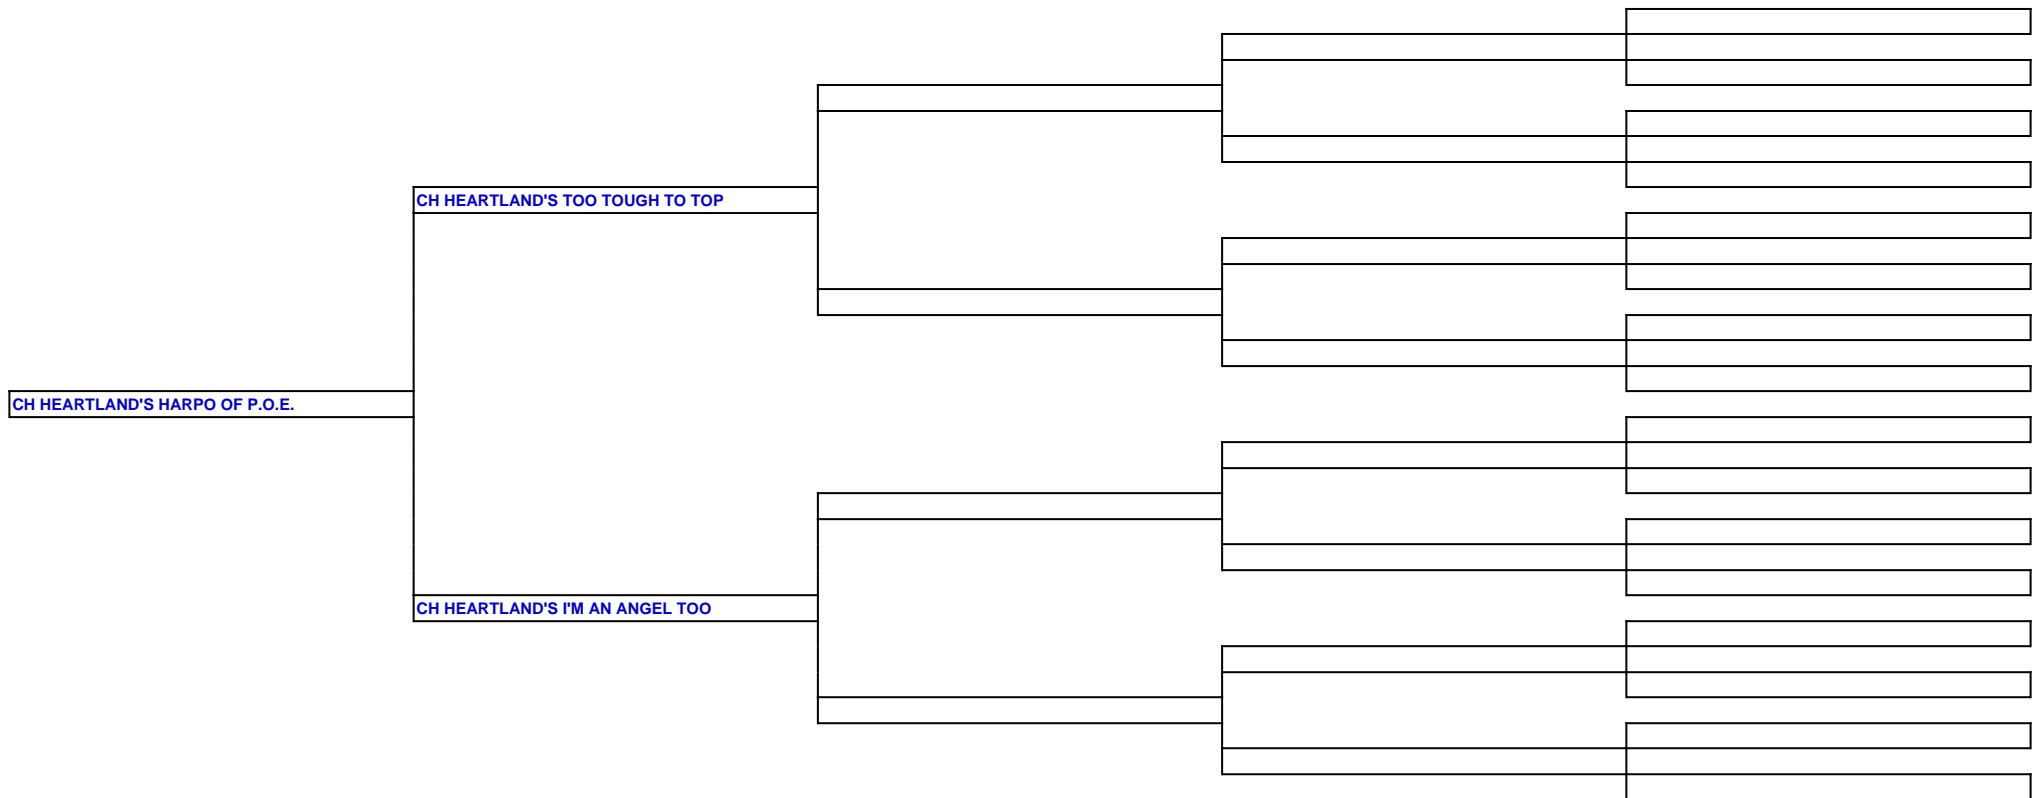 CH HEARTLAND'S TOO TOUGH TO TOP
CH HEARTLAND'S HARPO OF P.O.E.
CH HEARTLAND'S I'M AN ANGEL TOO